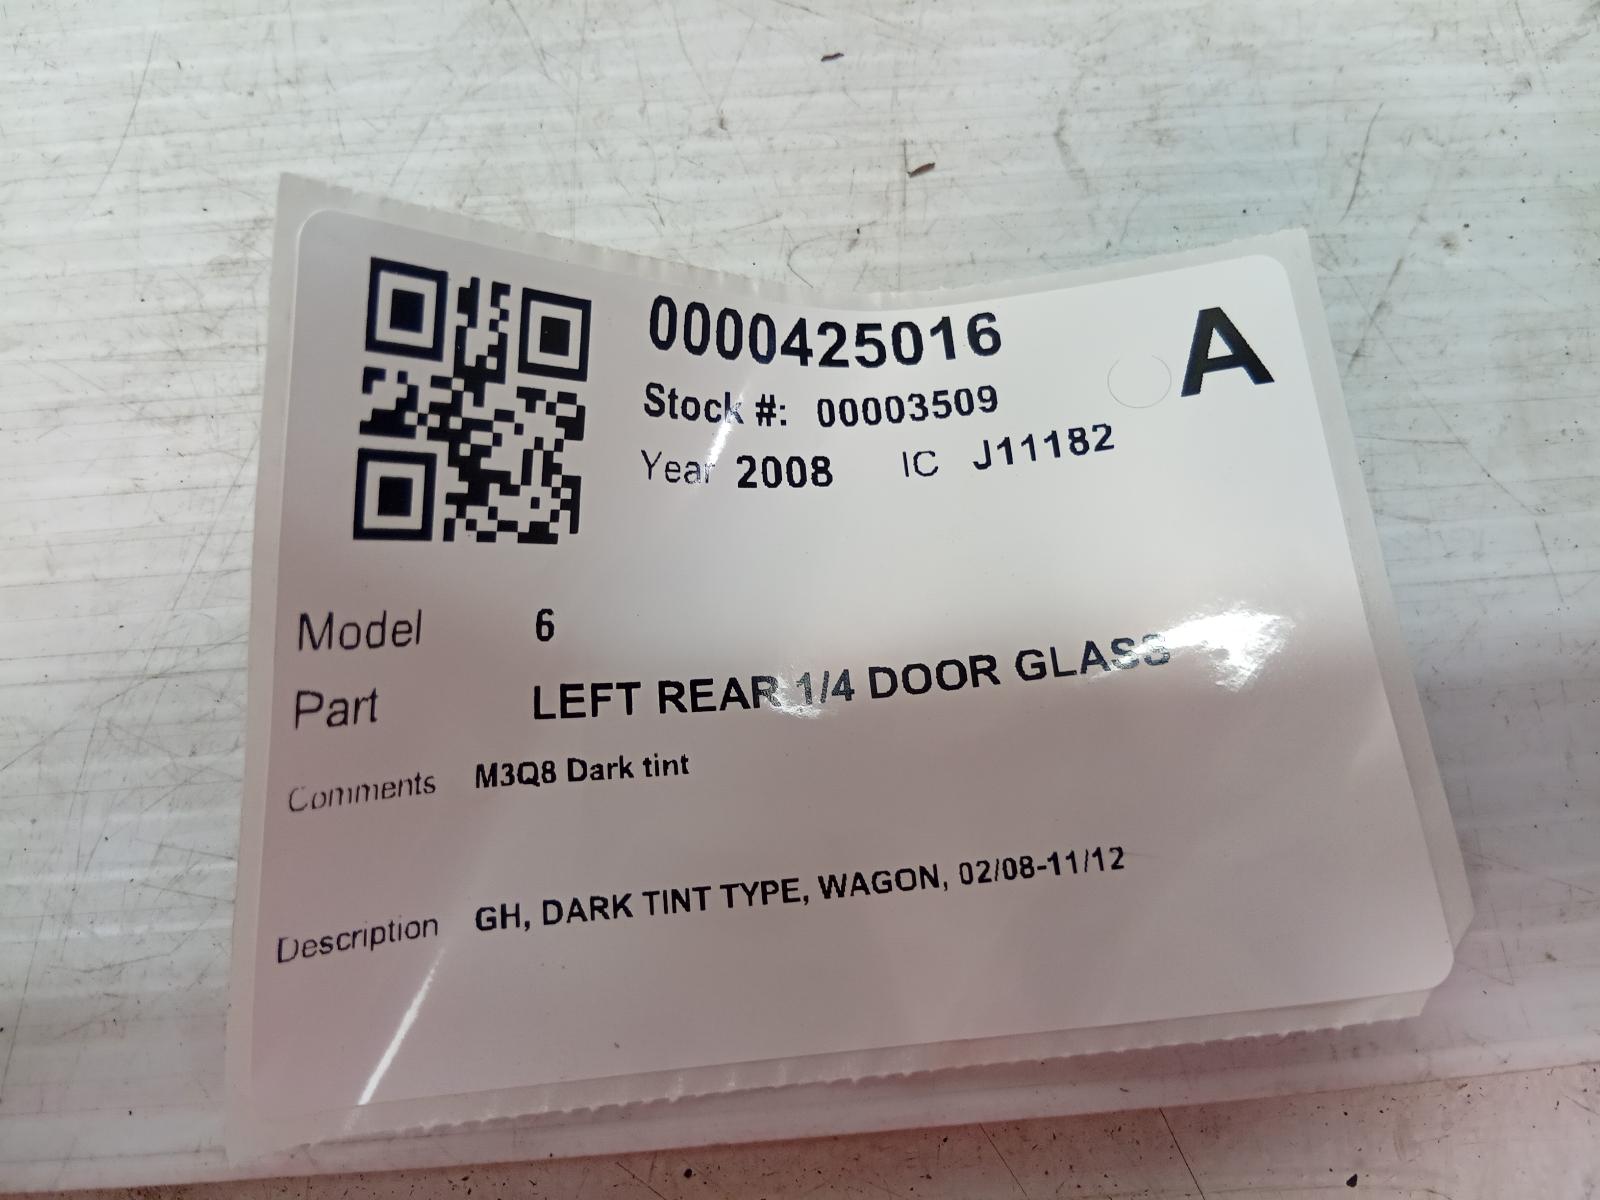 0000425016
A
Stock #: 00003509
Year 2008 IC J11182
Model 6
Part LEFT REAR 1/4 DOOR GLASS
Comments M3Q8 Dark tint
Description GH, DARK TINT TYPE, WAGON, 02/08-11/12